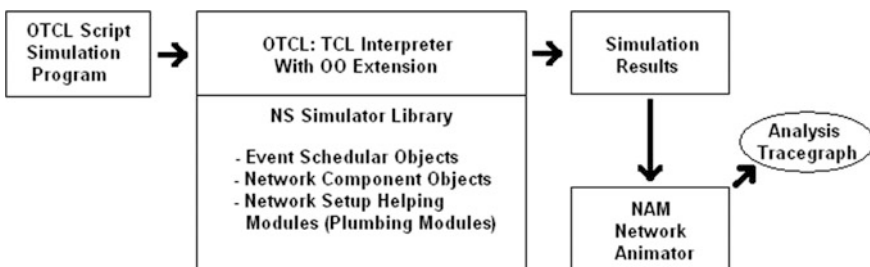 OTCL Script
Simulation
Program
OTCL: TCL Interpreter
With OO Extension
NS Simulator Library
- Event Schedular Objects
- Network Component Objects
- Network Setup Helping
Modules (Plumbing Modules)
Simulation
Results
NAM
Network
Animator
Analysis
Tracegraph